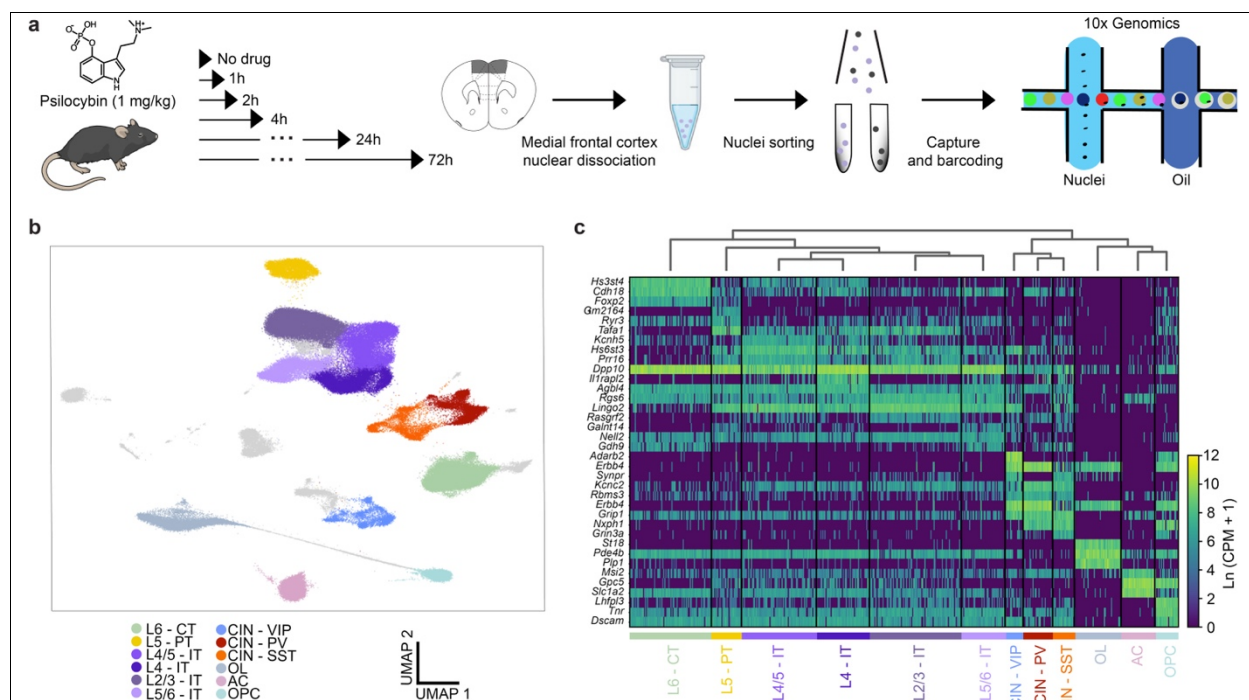 a
10x Genomics
O
OH
P
⁻O
O
N
H⁺
N
H
No drug
1h
2h
4h
24h
72h
Psilocybin (1 mg/kg)
Medial frontal cortex
nuclear dissociation
Nuclei sorting
Capture
and barcoding
Nuclei
Oil
b
L6 - CT
L5 - PT
L4/5 - IT
L4 - IT
L2/3 - IT
L5/6 - IT
CIN - VIP
CIN - PV
CIN - SST
OL
AC
OPC
UMAP 2
UMAP 1
c
Hs3st4
Cdh18
Foxp2
Gm2164
Ryr3
Tafa1
Kcnh5
Hs6st3
Prr16
Dpp10
Il1rapl2
Agbl4
Rgs6
Lingo2
Rasgrf2
Galnt14
Nell2
Gdh9
Adarb2
Erbb4
Synpr
Kcnc2
Rbms3
Erbb4
Grip1
Nxph1
Grin3a
St18
Pde4b
Plp1
Msi2
Gpc5
Slc1a2
Lhfpl3
Tnr
Dscam
12
10
8
6
4
2
0
Ln (CPM + 1)
L6 - CT
L5 - PT
L4/5 - IT
L4 - IT
L2/3 - IT
L5/6 - IT
CIN - VIP
CIN - PV
IN - SST
OL
AC
OPC